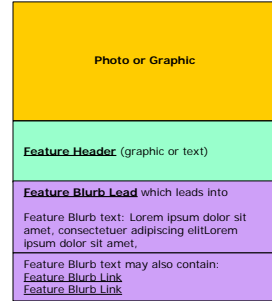 Photo or Graphic
Feature Header (graphic or text)
Feature Blurb Lead which leads into
Feature Blurb text: Lorem ipsum dolor sit
amet, consectetuer adipiscing elitLorem
ipsum dolor sit amet,
Feature Blurb text may also contain:
Feature Blurb Link
Feature Blurb Link